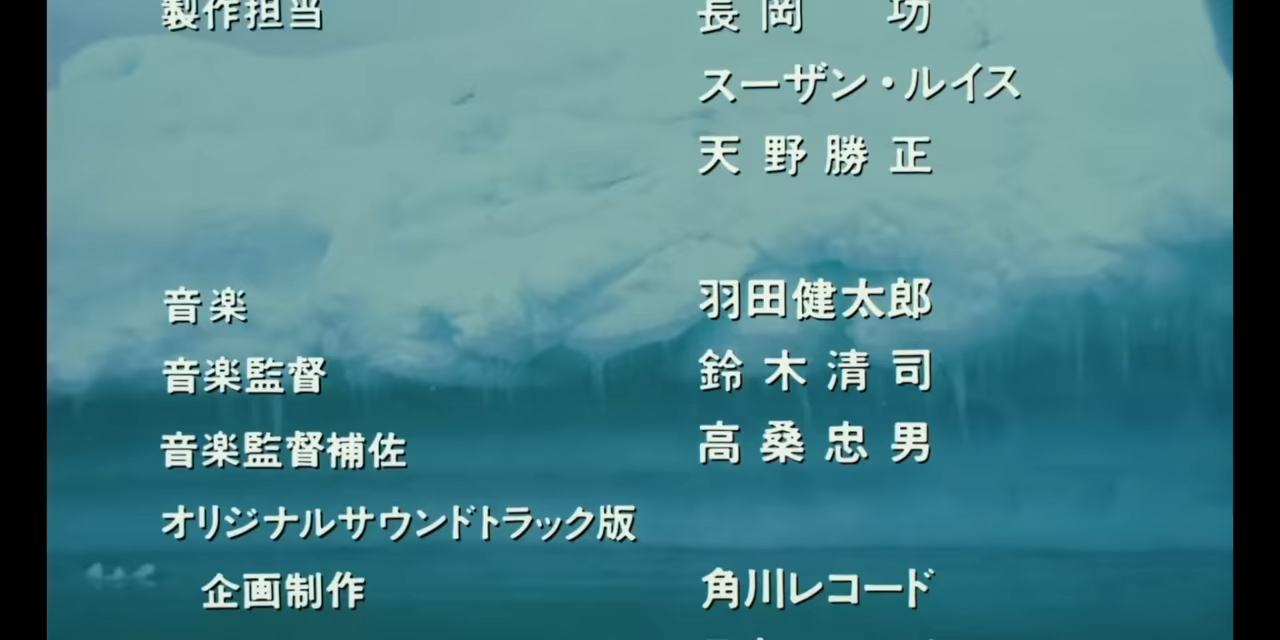 製作担当 長岡 功
スーザン・ルイス
天野勝正
音楽 羽田健太郎
音楽監督 鈴木清司
音楽監督補佐 高桑忠男
オリジナルサウンドトラック版
企画制作 角川レコード